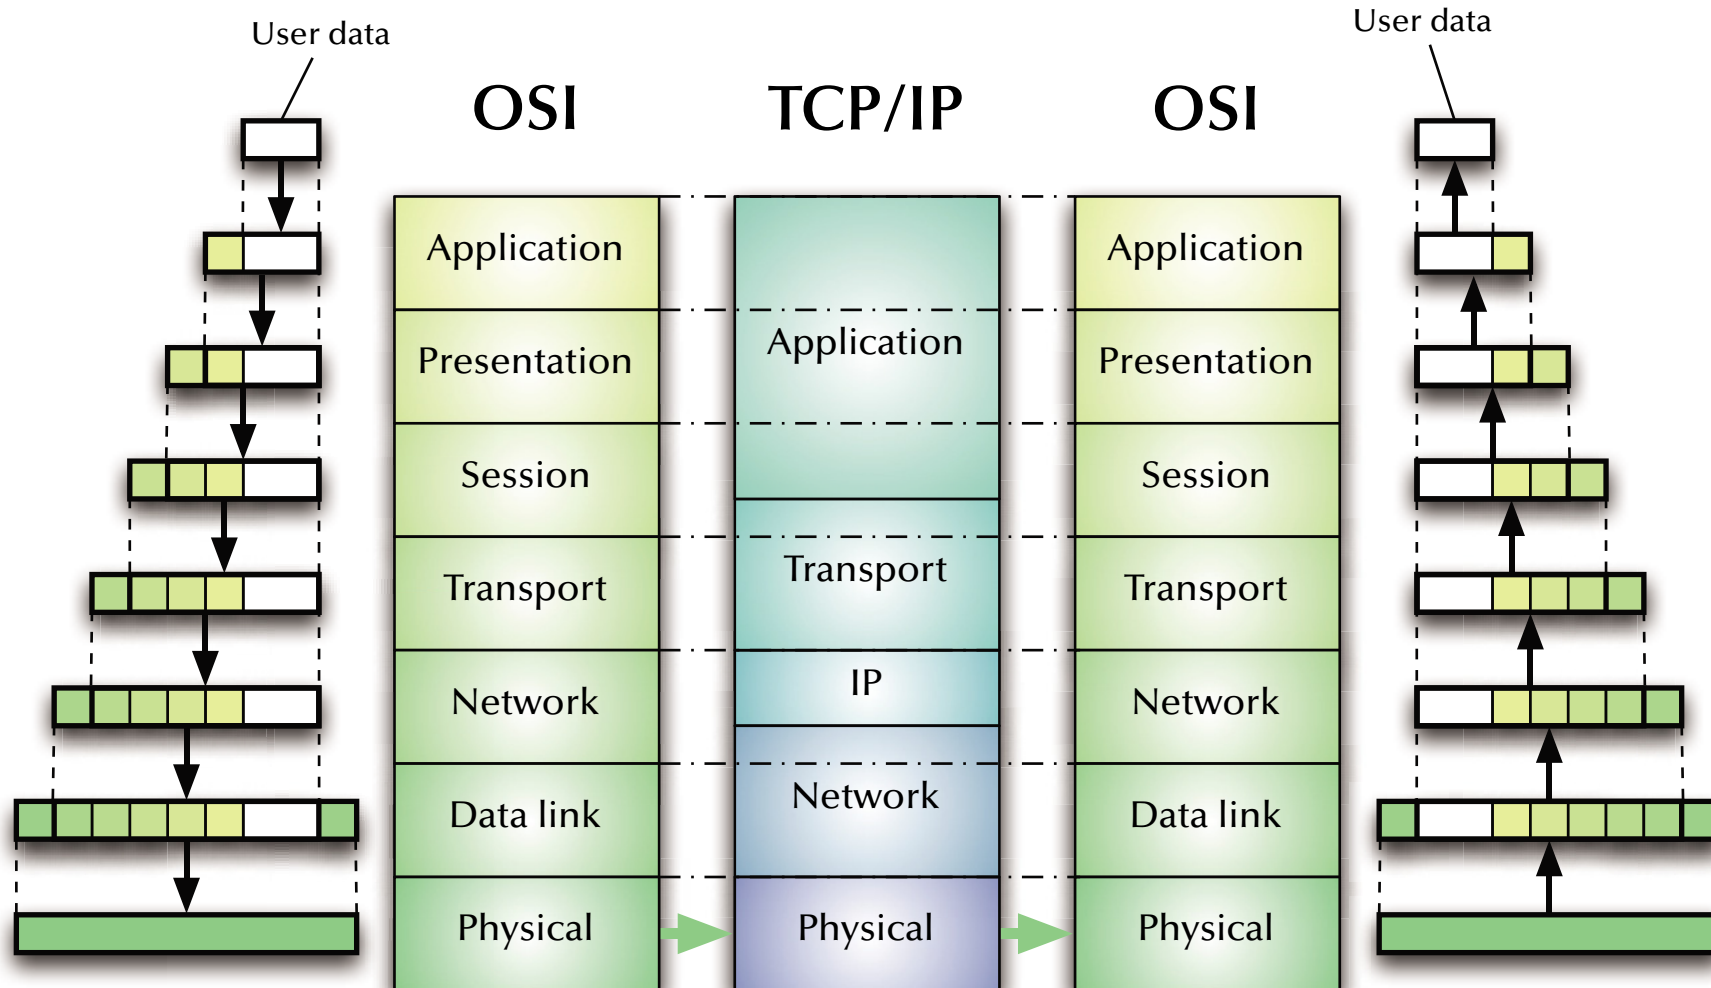 User data
User data
OSI
TCP/IP
OSI
Application
Presentation
Session
Transport
Network
Data link
Physical
Application
Transport
IP
Network
Physical
Application
Presentation
Session
Transport
Network
Data link
Physical